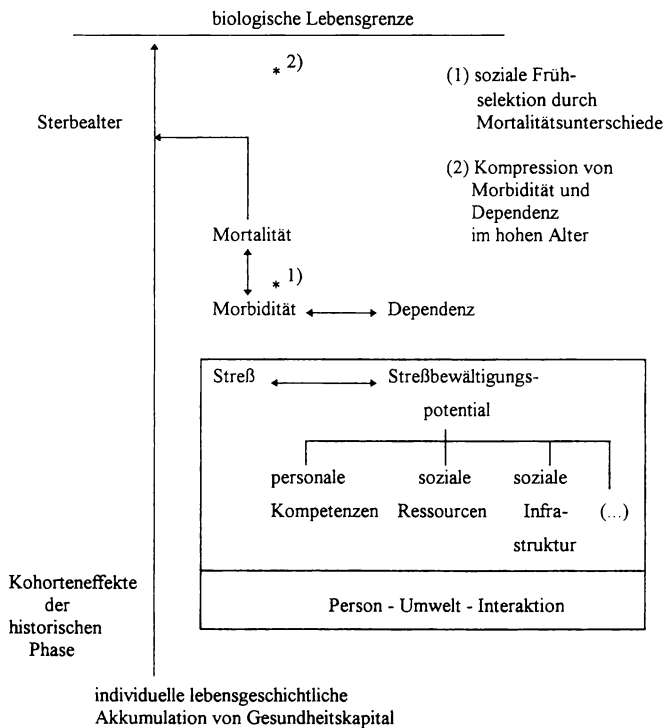 biologische Lebensgrenze
* 2)
(1) soziale Früh-
selektion durch
Mortalitätsunterschiede
Sterbealter
(2) Kompression von
Morbidität und
Dependenz
im hohen Alter
Mortalität
* 1)
Morbidität
Dependenz
Streß
Streßbewältigungs-
potential
personale
Kompetenzen
soziale
Ressourcen
soziale
Infra-
struktur
(...)
Kohorteneffekte
der
historischen
Phase
Person - Umwelt - Interaktion
individuelle lebensgeschichtliche
Akkumulation von Gesundheitskapital